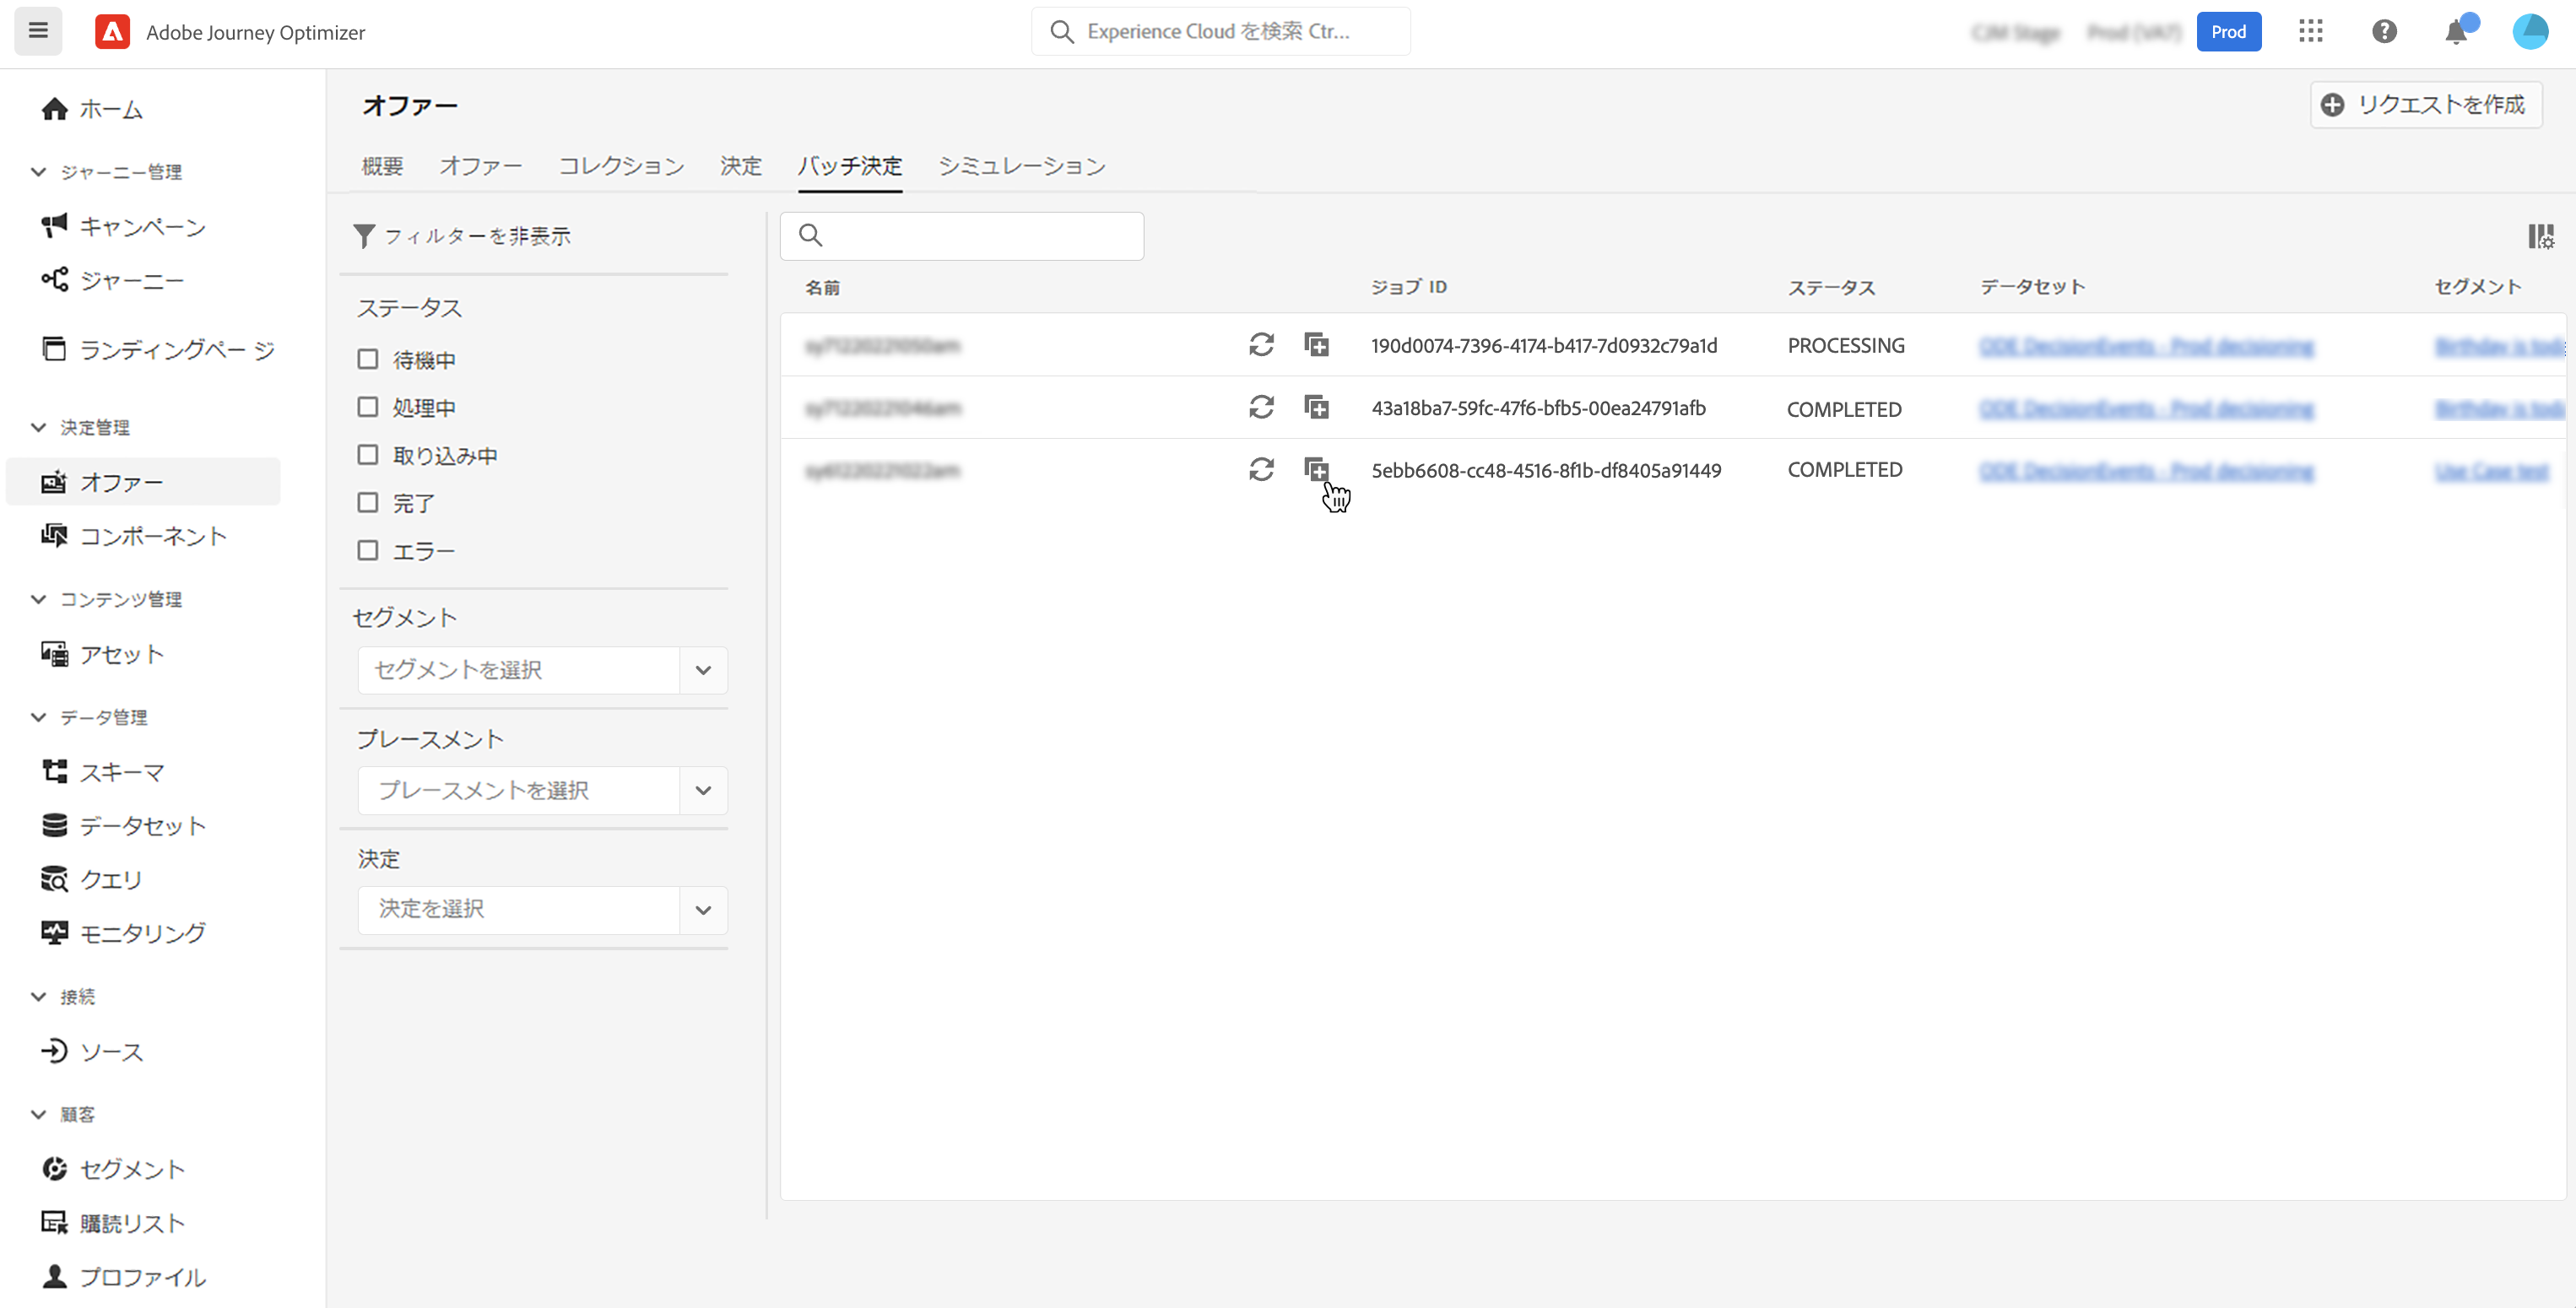 Adobe Journey Optimizer
Experience Cloud を検索 Ctr...
Prod
ホーム
ジャーニー管理
キャンペーン
ジャーニー
ランディングペー ジ
決定管理
オファー
コンポーネント
コンテンツ管理
アセット
データ管理
スキーマ
データセット
クエリ
モニタリング
接続
ソース
顧客
セグメント
購読リスト
プロファイル
オファー
リクエストを作成
概要 オファー コレクション 決定 バッチ決定 シミュレーション
フィルターを非表示
ステータス
待機中
処理中
取り込み中
完了
エラー
セグメント
セグメントを選択
プレースメント
プレースメントを選択
決定
決定を選択
名前 ジョブ ID ステータス データセット セグメント
190d0074-7396-4174-b417-7d0932c79a1d PROCESSING
43a18ba7-59fc-47f6-bfb5-00ea24791afb COMPLETED
5ebb6608-cc48-4516-8f1b-df8405a91449 COMPLETED